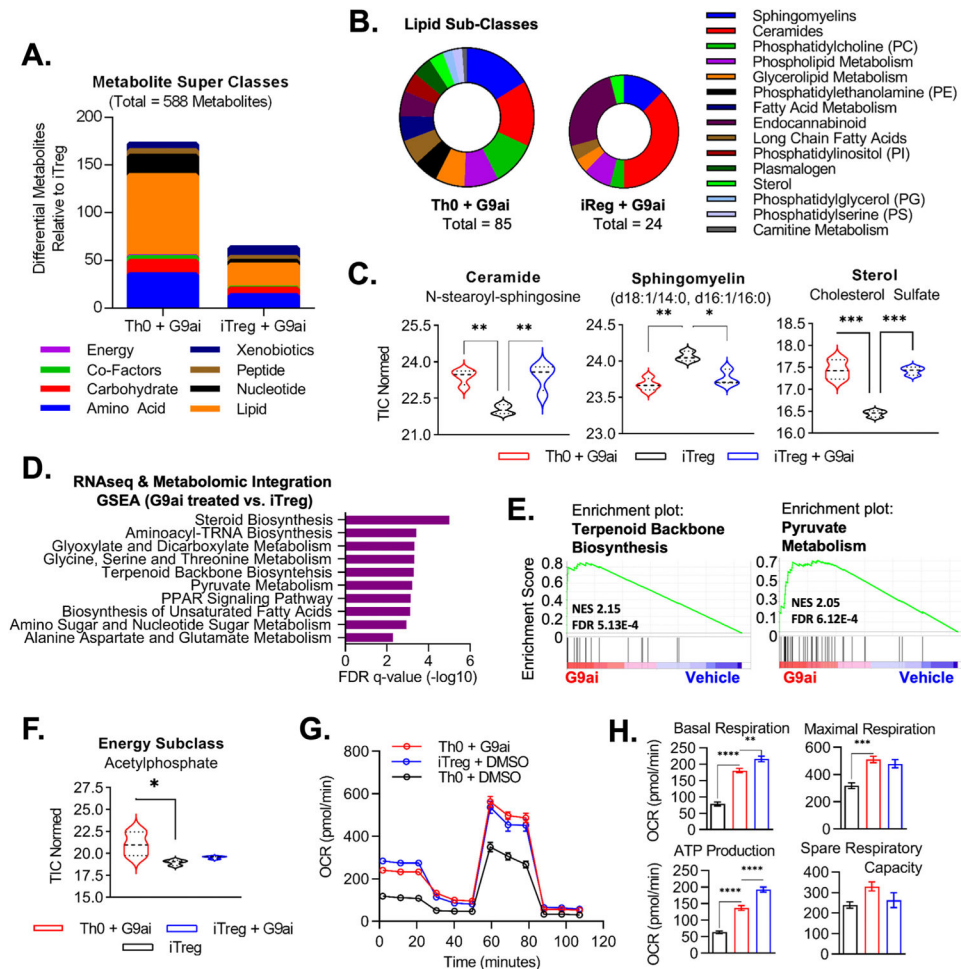 A.
Metabolite Super Classes
(Total = 588 Metabolites)
Differential Metabolites
Relative to iTreg
200
150
100
50
0
Th0 + G9ai
iTreg + G9ai
Energy
Co-Factors
Carbohydrate
Amino Acid
Xenobiotics
Peptide
Nucleotide
Lipid
B.
Lipid Sub-Classes
Th0 + G9ai
Total = 85
iReg + G9ai
Total = 24
Sphingomyelins
Ceramides
Phosphatidylcholine (PC)
Phospholipid Metabolism
Glycerolipid Metabolism
Phosphatidylethanolamine (PE)
Fatty Acid Metabolism
Endocannabinoid
Long Chain Fatty Acids
Phosphatidylinositol (PI)
Plasmalogen
Sterol
Phosphatidylglycerol (PG)
Phosphatidylserine (PS)
Carnitine Metabolism
C.
Ceramide
N-stearoyl-sphingosine
TIC Normed
25.5
24.0
22.5
21.0
** **
Sphingomyelin
(d18:1/14:0, d16:1/16:0)
24.5
24.0
23.5
23.0
** *
Sterol
Cholesterol Sulfate
18.5
18.0
17.5
17.0
16.5
16.0
*** ***
Th0 + G9ai
iTreg
iTreg + G9ai
D.
RNAseq & Metabolomic Integration
GSEA (G9ai treated vs. iTreg)
Steroid Biosynthesis
Aminoacyl-TRNA Biosynthesis
Glyoxylate and Dicarboxylate Metabolism
Glycine, Serine and Threonine Metabolism
Terpenoid Backbone Biosyntehsis
Pyruvate Metabolism
PPAR Signaling Pathway
Biosynthesis of Unsaturated Fatty Acids
Amino Sugar and Nucleotide Sugar Metabolism
Alanine Aspartate and Glutamate Metabolism
0 2 4 6
FDR q-value (-log10)
E.
Enrichment plot:
Terpenoid Backbone
Biosynthesis
Enrichment Score
0.8
0.6
0.4
0.2
0
NES 2.15
FDR 5.13E-4
G9ai
Vehicle
Enrichment plot:
Pyruvate
Metabolism
0.7
0.5
0.3
0.1
0
NES 2.05
FDR 6.12E-4
G9ai
Vehicle
F.
Energy Subclass
Acetylphosphate
TIC Normed
27.5
25.0
22.5
20.0
17.5
15.0
*
Th0 + G9ai
iTreg + G9ai
iTreg
G.
Th0 + G9ai
iTreg + DMSO
Th0 + DMSO
OCR (pmol/min)
800
600
400
200
0
0 20 40 60 80 100 120
Time (minutes)
H.
Basal Respiration
OCR (pmol/min)
250
200
150
100
50
0
**** **
Maximal Respiration
600
400
200
0
***
ATP Production
OCR (pmol/min)
250
200
150
100
50
0
**** ****
Spare Respiratory
Capacity
400
300
200
100
0